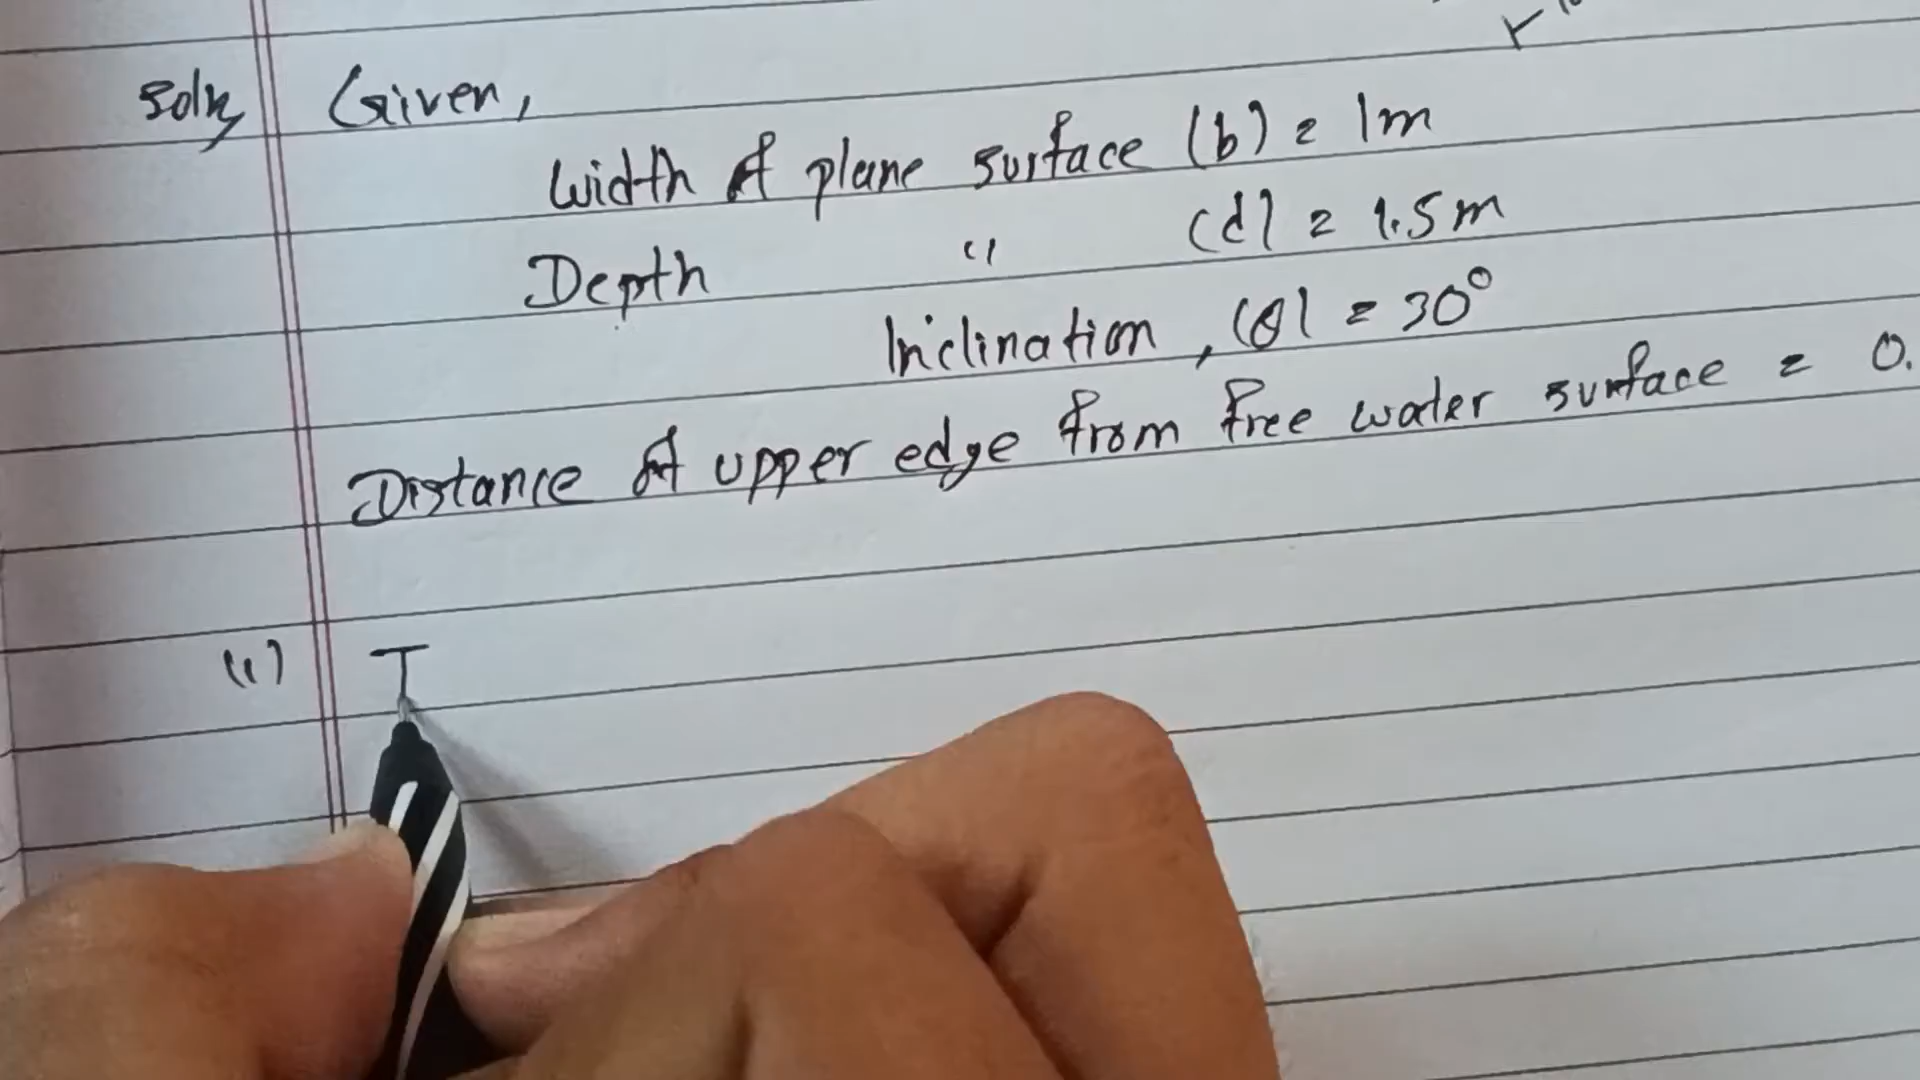 Soln Given,
Width of plane surface (b) = 1m
Depth " (d) = 1.5m
Inclination, (θ) = 30°
Distance of upper edge from free water surface = 0.
(i) T